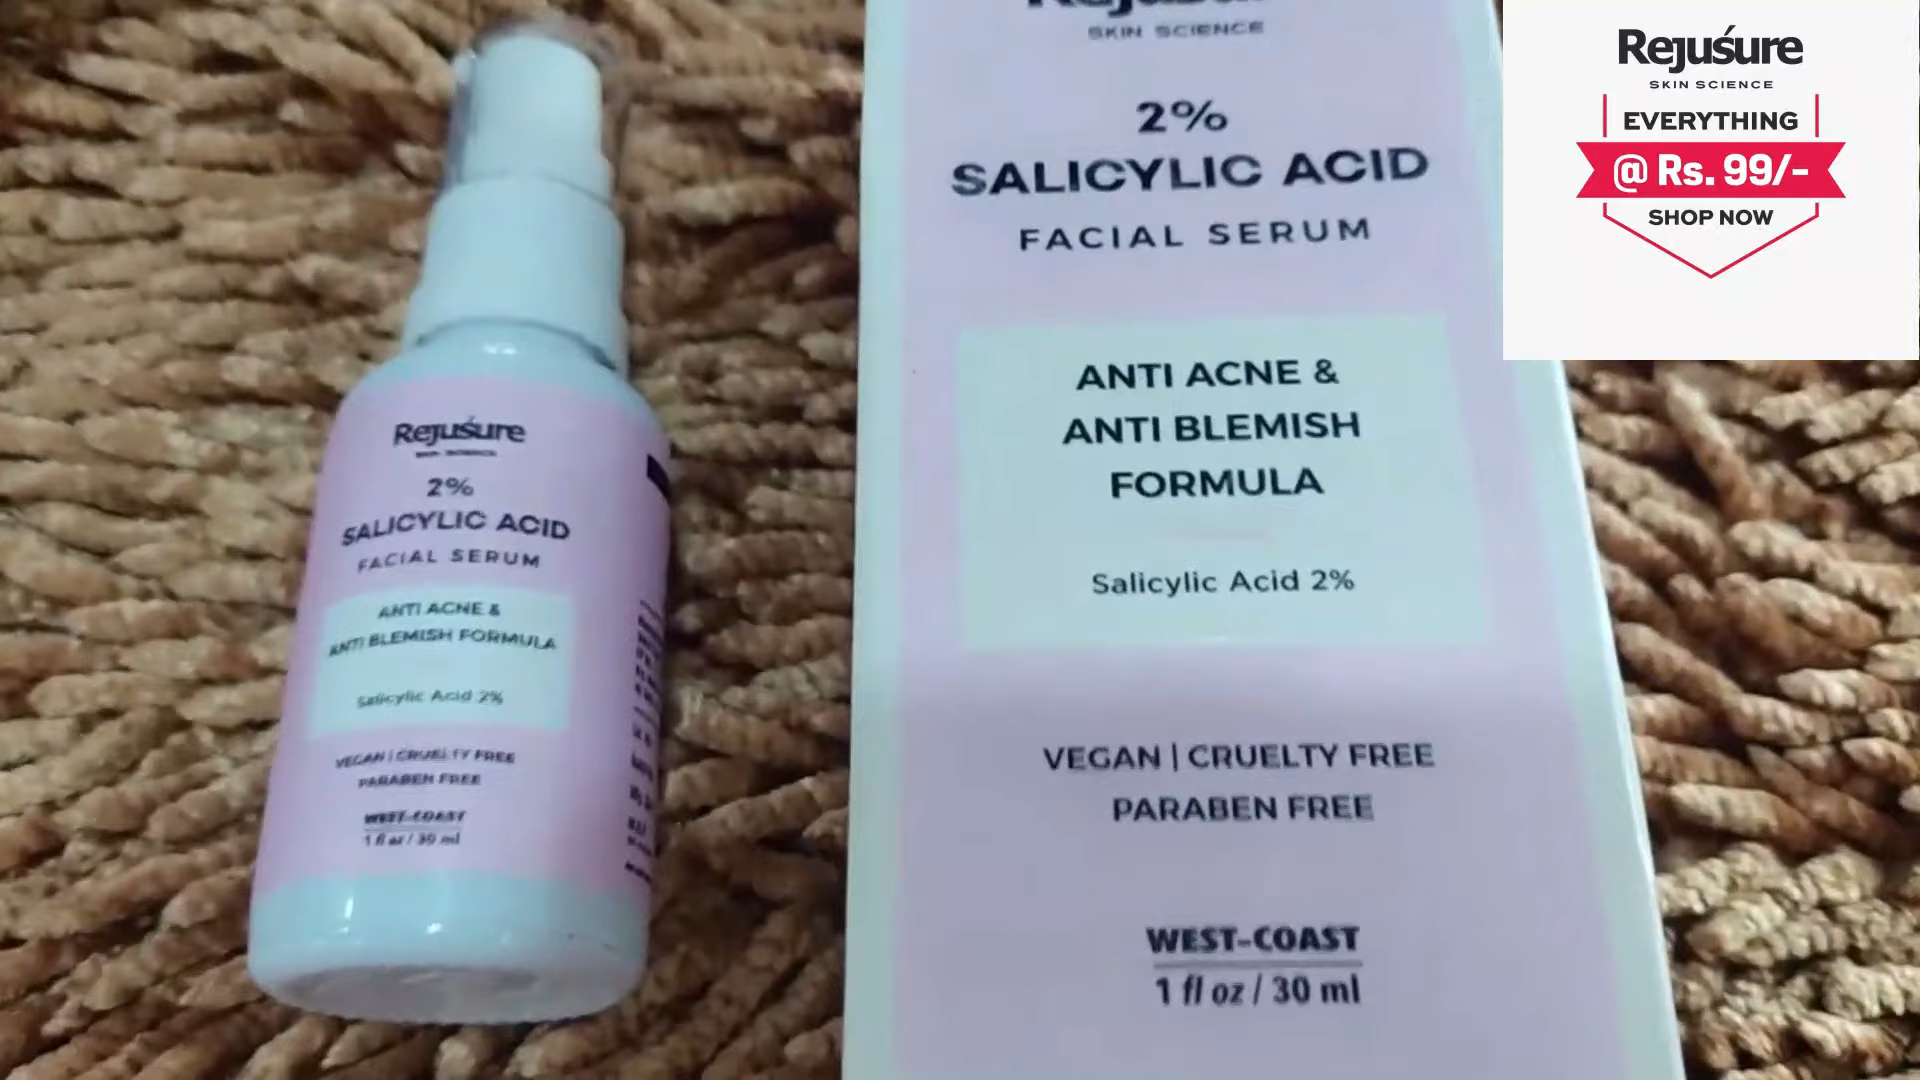 Rejuśure
SKIN SCIENCE
2%
SALICYLIC ACID
FACIAL SERUM
ANTI ACNE &
ANTI BLEMISH FORMULA
Salicylic Acid 2%
VEGAN | CRUELTY FREE
PARABEN FREE
WEST-COAST
1 fl oz / 30 ml
Rejuśure
SKIN SCIENCE
2%
SALICYLIC ACID
FACIAL SERUM
ANTI ACNE &
ANTI BLEMISH
FORMULA
Salicylic Acid 2%
VEGAN | CRUELTY FREE
PARABEN FREE
WEST-COAST
1 fl oz / 30 ml
Rejuśure
SKIN SCIENCE
EVERYTHING
@ Rs. 99/-
SHOP NOW